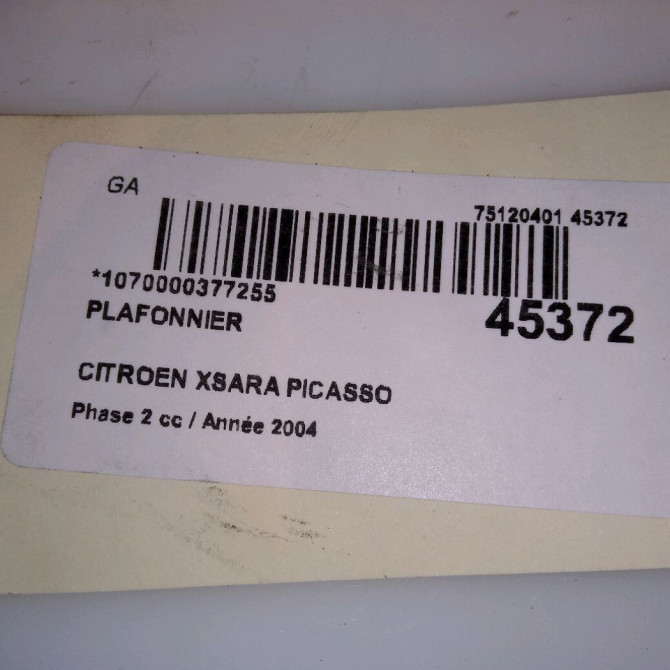 GA
75120401 45372
*1070000377255
45372
PLAFONNIER
CITROEN XSARA PICASSO
Phase 2 cc / Année 2004